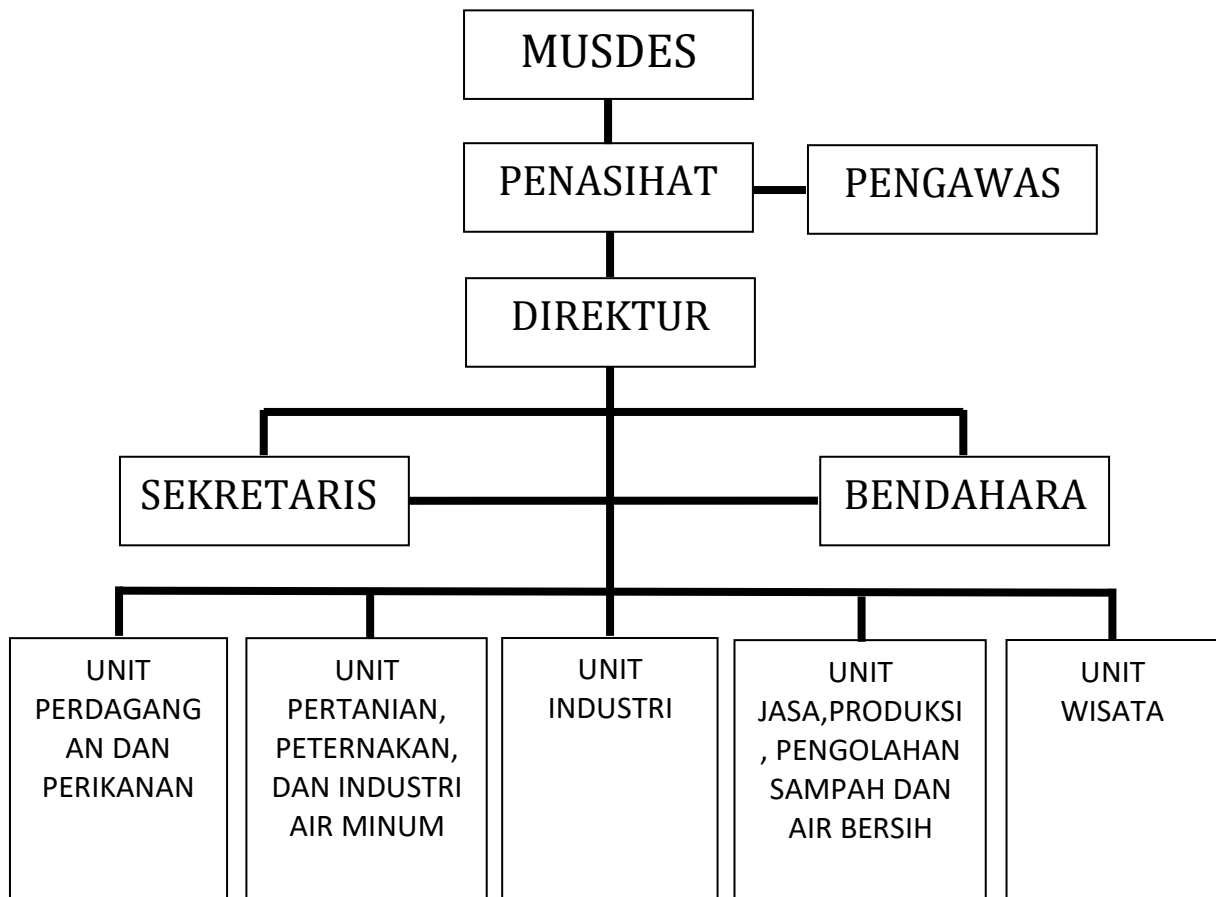 MUSDES
PENASIHAT
PENGAWAS
DIREKTUR
SEKRETARIS
BENDAHARA
UNIT
PERDAGANG
AN DAN
PERIKANAN
UNIT
PERTANIAN,
PETERNAKAN,
DAN INDUSTRI
AIR MINUM
UNIT
INDUSTRI
UNIT
JASA,PRODUKSI
, PENGOLAHAN
SAMPAH DAN
AIR BERSIH
UNIT
WISATA